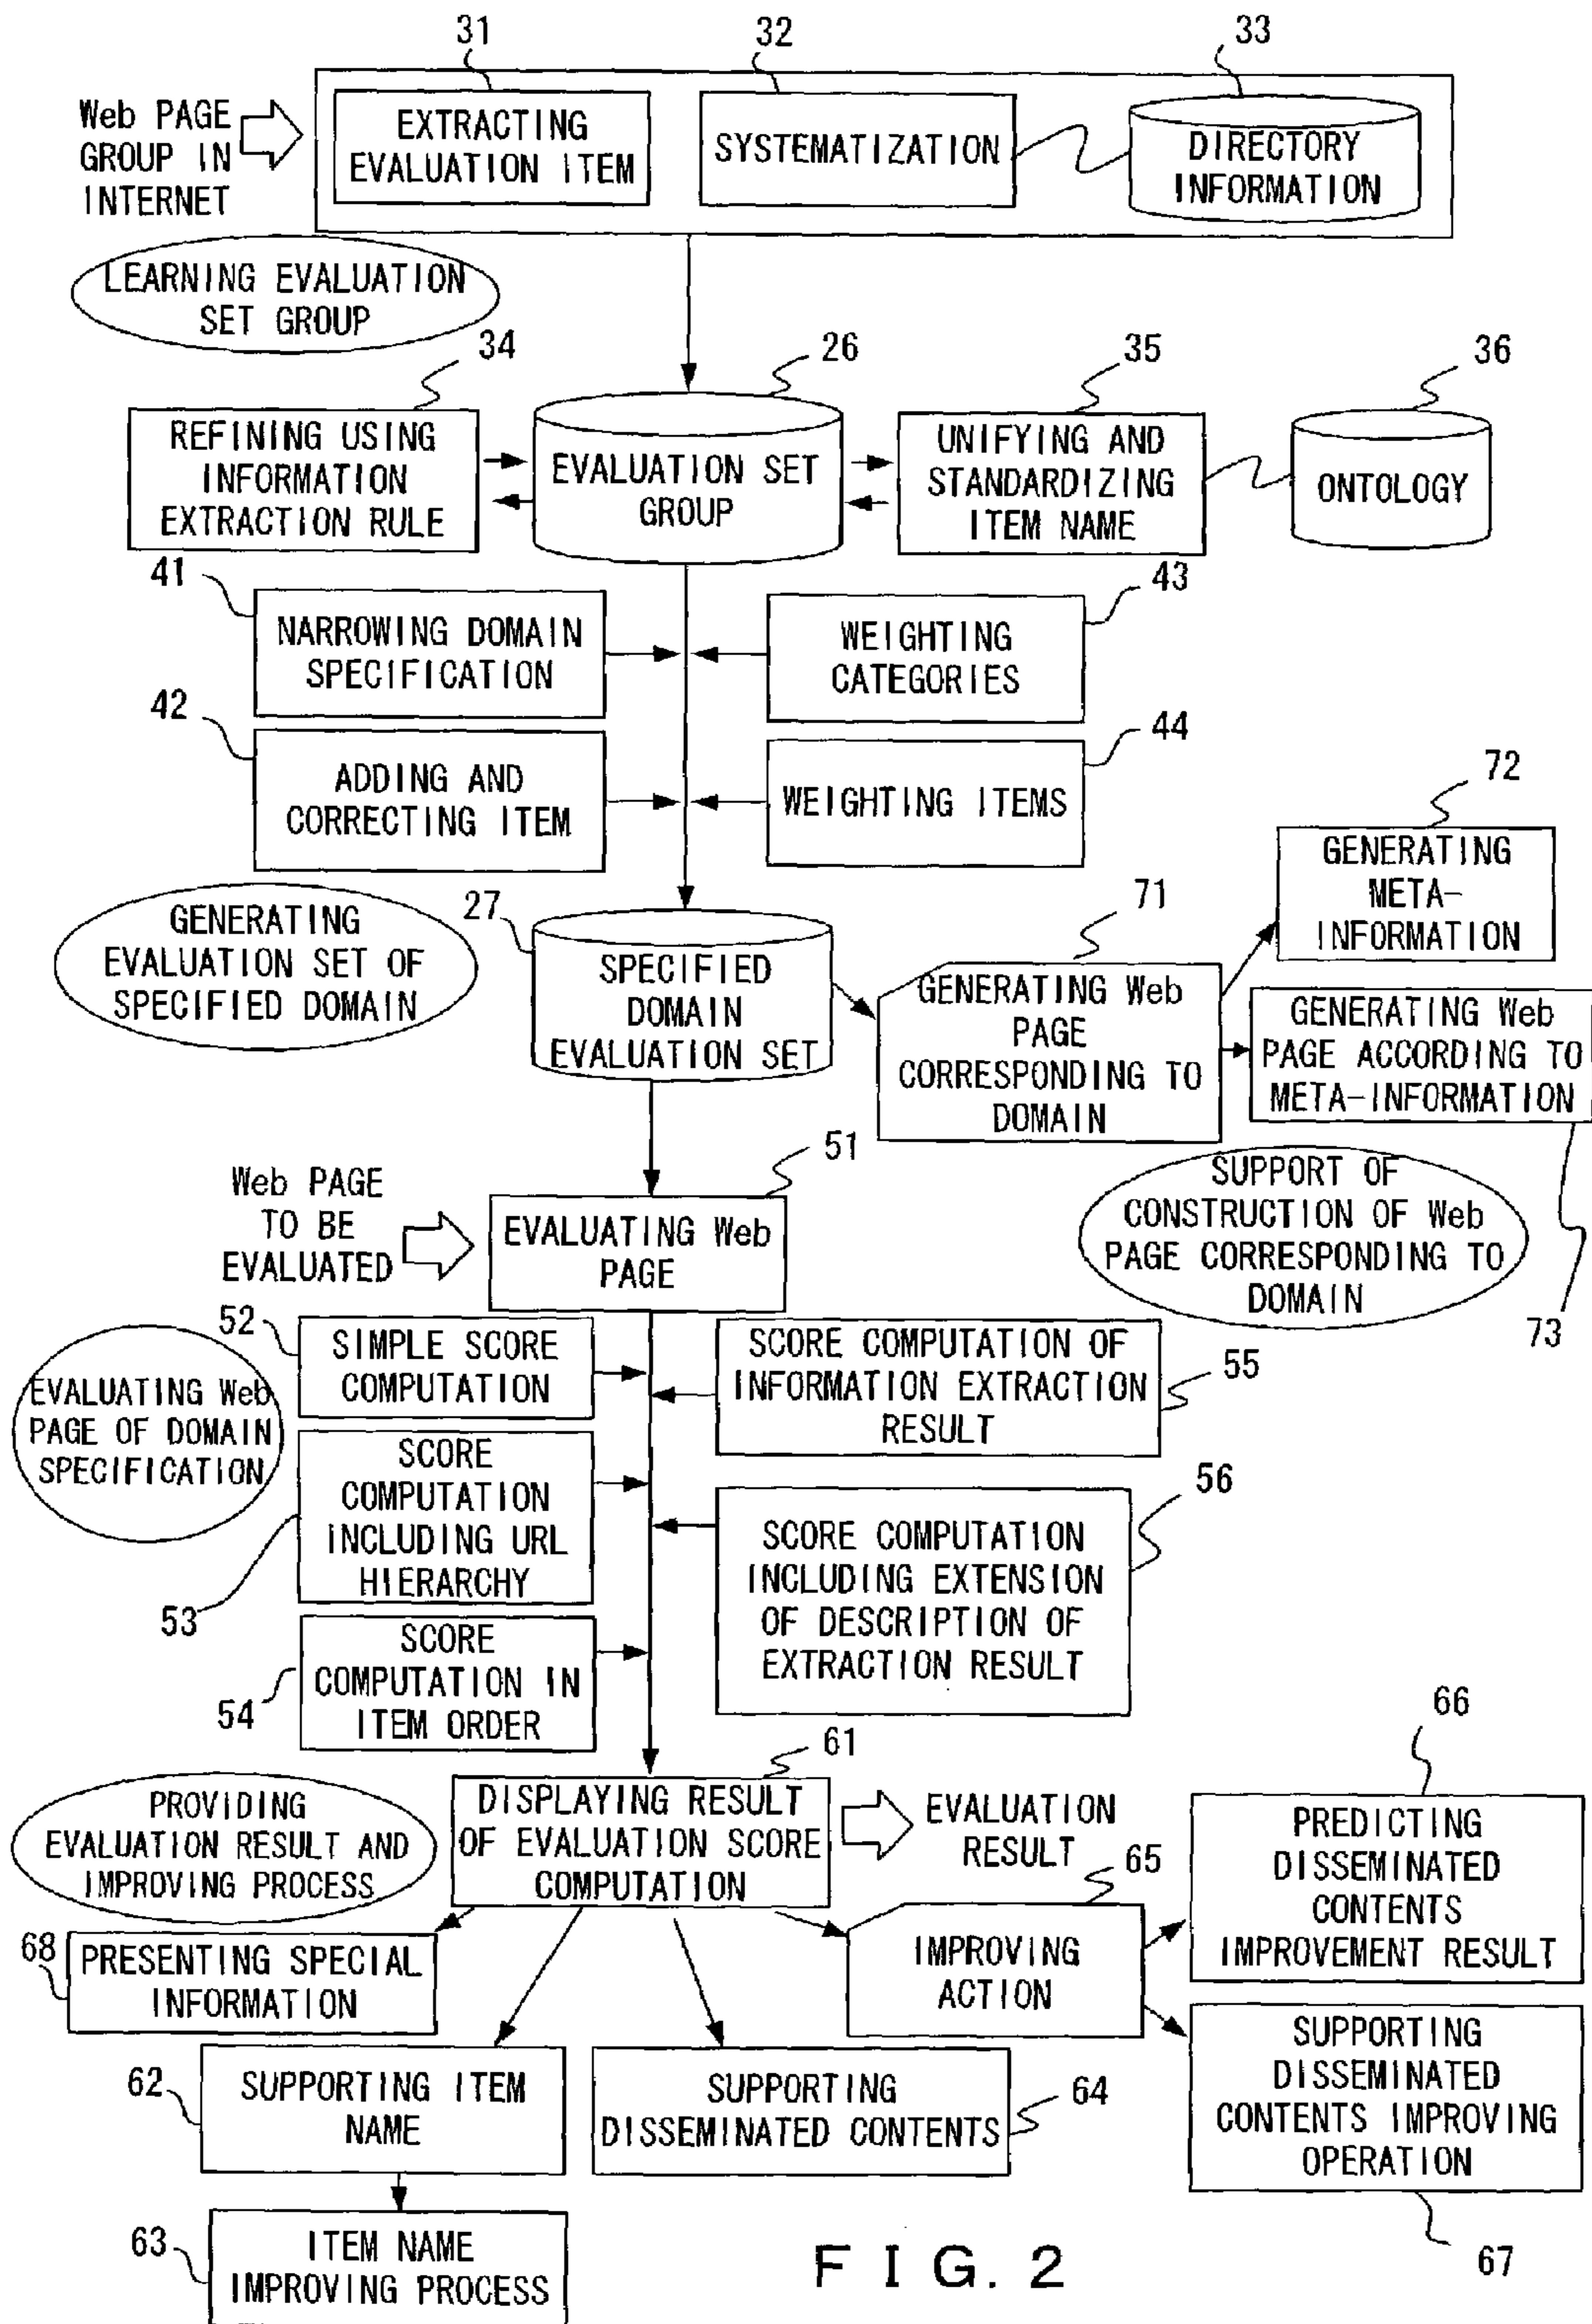 31
32
33
Web PAGE
GROUP IN
INTERNET
EXTRACTING
EVALUATION ITEM
SYSTEMATIZATION
DIRECTORY
INFORMATION
LEARNING EVALUATION
SET GROUP
34
26
35
36
REFINING USING
INFORMATION
EXTRACTION RULE
EVALUATION SET
GROUP
UNIFYING AND
STANDARDIZING
ITEM NAME
ONTOLOGY
41
43
NARROWING DOMAIN
SPECIFICATION
WEIGHTING
CATEGORIES
42
44
ADDING AND
CORRECTING ITEM
WEIGHTING ITEMS
72
GENERATING
META-
INFORMATION
GENERATING
EVALUATION SET OF
SPECIFIED DOMAIN
27
SPECIFIED
DOMAIN
EVALUATION SET
71
GENERATING Web
PAGE
CORRESPONDING TO
DOMAIN
GENERATING Web
PAGE ACCORDING TO
META-INFORMATION
51
Web PAGE
TO BE
EVALUATED
EVALUATING Web
PAGE
SUPPORT OF
CONSTRUCTION OF Web
PAGE CORRESPONDING TO
DOMAIN
73
52
SIMPLE SCORE
COMPUTATION
SCORE COMPUTATION OF
INFORMATION EXTRACTION
RESULT
55
EVALUATING Web
PAGE OF DOMAIN
SPECIFICATION
SCORE
COMPUTATION
INCLUDING URL
HIERARCHY
53
56
SCORE COMPUTATION
INCLUDING EXTENSION
OF DESCRIPTION OF
EXTRACTION RESULT
SCORE
COMPUTATION IN
ITEM ORDER
54
61
66
PROVIDING
EVALUATION RESULT AND
IMPROVING PROCESS
DISPLAYING RESULT
OF EVALUATION SCORE
COMPUTATION
EVALUATION
RESULT
65
PREDICTING
DISSEMINATED
CONTENTS
IMPROVEMENT RESULT
68
PRESENTING SPECIAL
INFORMATION
IMPROVING
ACTION
62
SUPPORTING ITEM
NAME
SUPPORTING
DISSEMINATED CONTENTS
64
SUPPORTING
DISSEMINATED
CONTENTS IMPROVING
OPERATION
67
63
ITEM NAME
IMPROVING PROCESS
FIG. 2